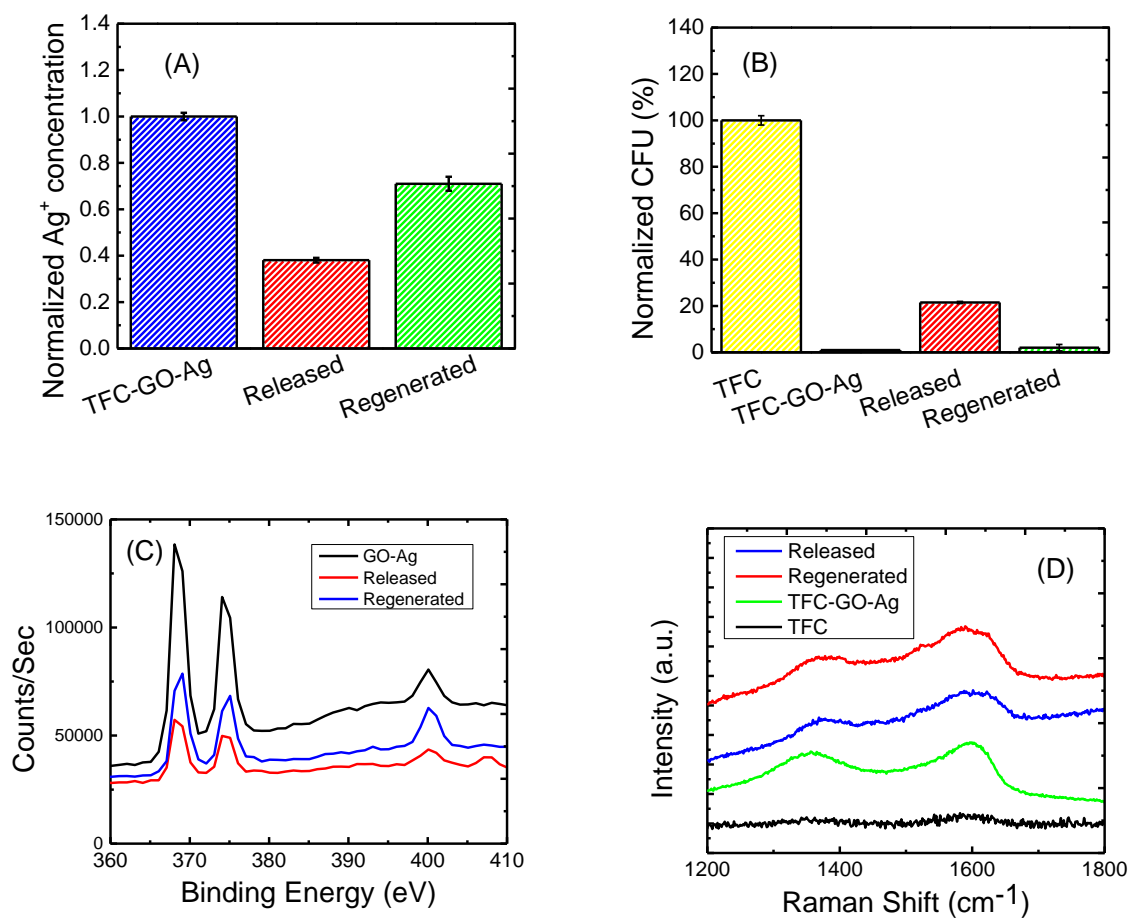 (A)
Normalized Ag⁺ concentration
1.4
1.2
1.0
0.8
0.6
0.4
0.2
0.0
TFC-GO-Ag
Released
Regenerated
(B)
Normalized CFU (%)
140
120
100
80
60
40
20
0
TFC
TFC-GO-Ag
Released
Regenerated
(C)
Counts/Sec
150000
100000
50000
0
GO-Ag
Released
Regenerated
360 370 380 390 400 410
Binding Energy (eV)
(D)
Intensity (a.u.)
Released
Regenerated
TFC-GO-Ag
TFC
1200 1400 1600 1800
Raman Shift (cm⁻¹)